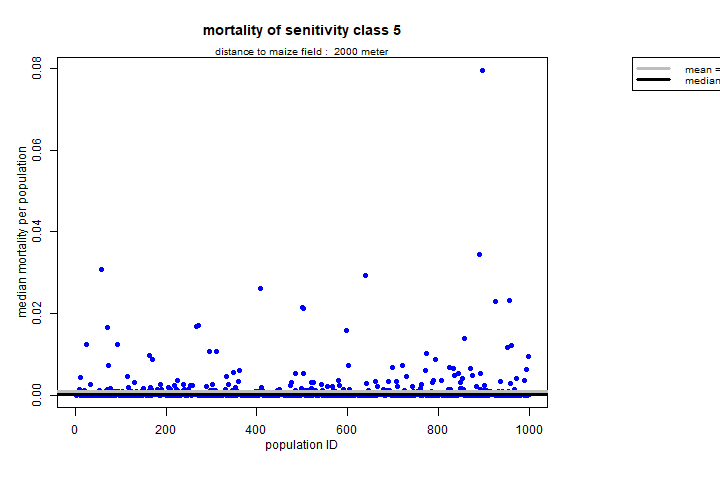 mortality of senitivity class 5
distance to maize field :  2000 meter
mean =
median
median mortality per population
0.08
0.06
0.04
0.02
0.00
0 200 400 600 800 1000
population ID